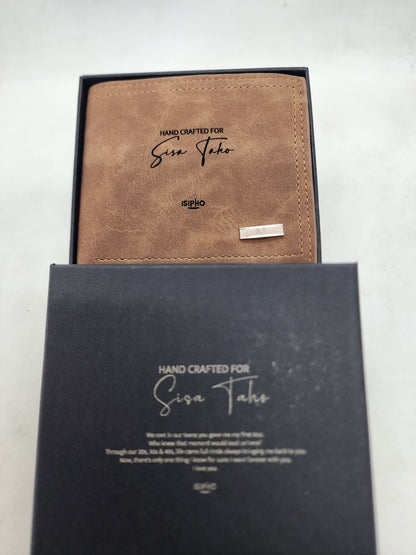 HAND CRAFTED FOR
Sisa Taho
ISIPHO
HAND CRAFTED FOR
Sisa Taho
We met in our teens you gave me my first kiss.
Who knew that moment would lead us here?
Through our 20s, 30s & 40s, life came full circle always bringing me back to you.
Now, there's only one thing I know for sure: I want forever with you.
I love you.
ISIPHO